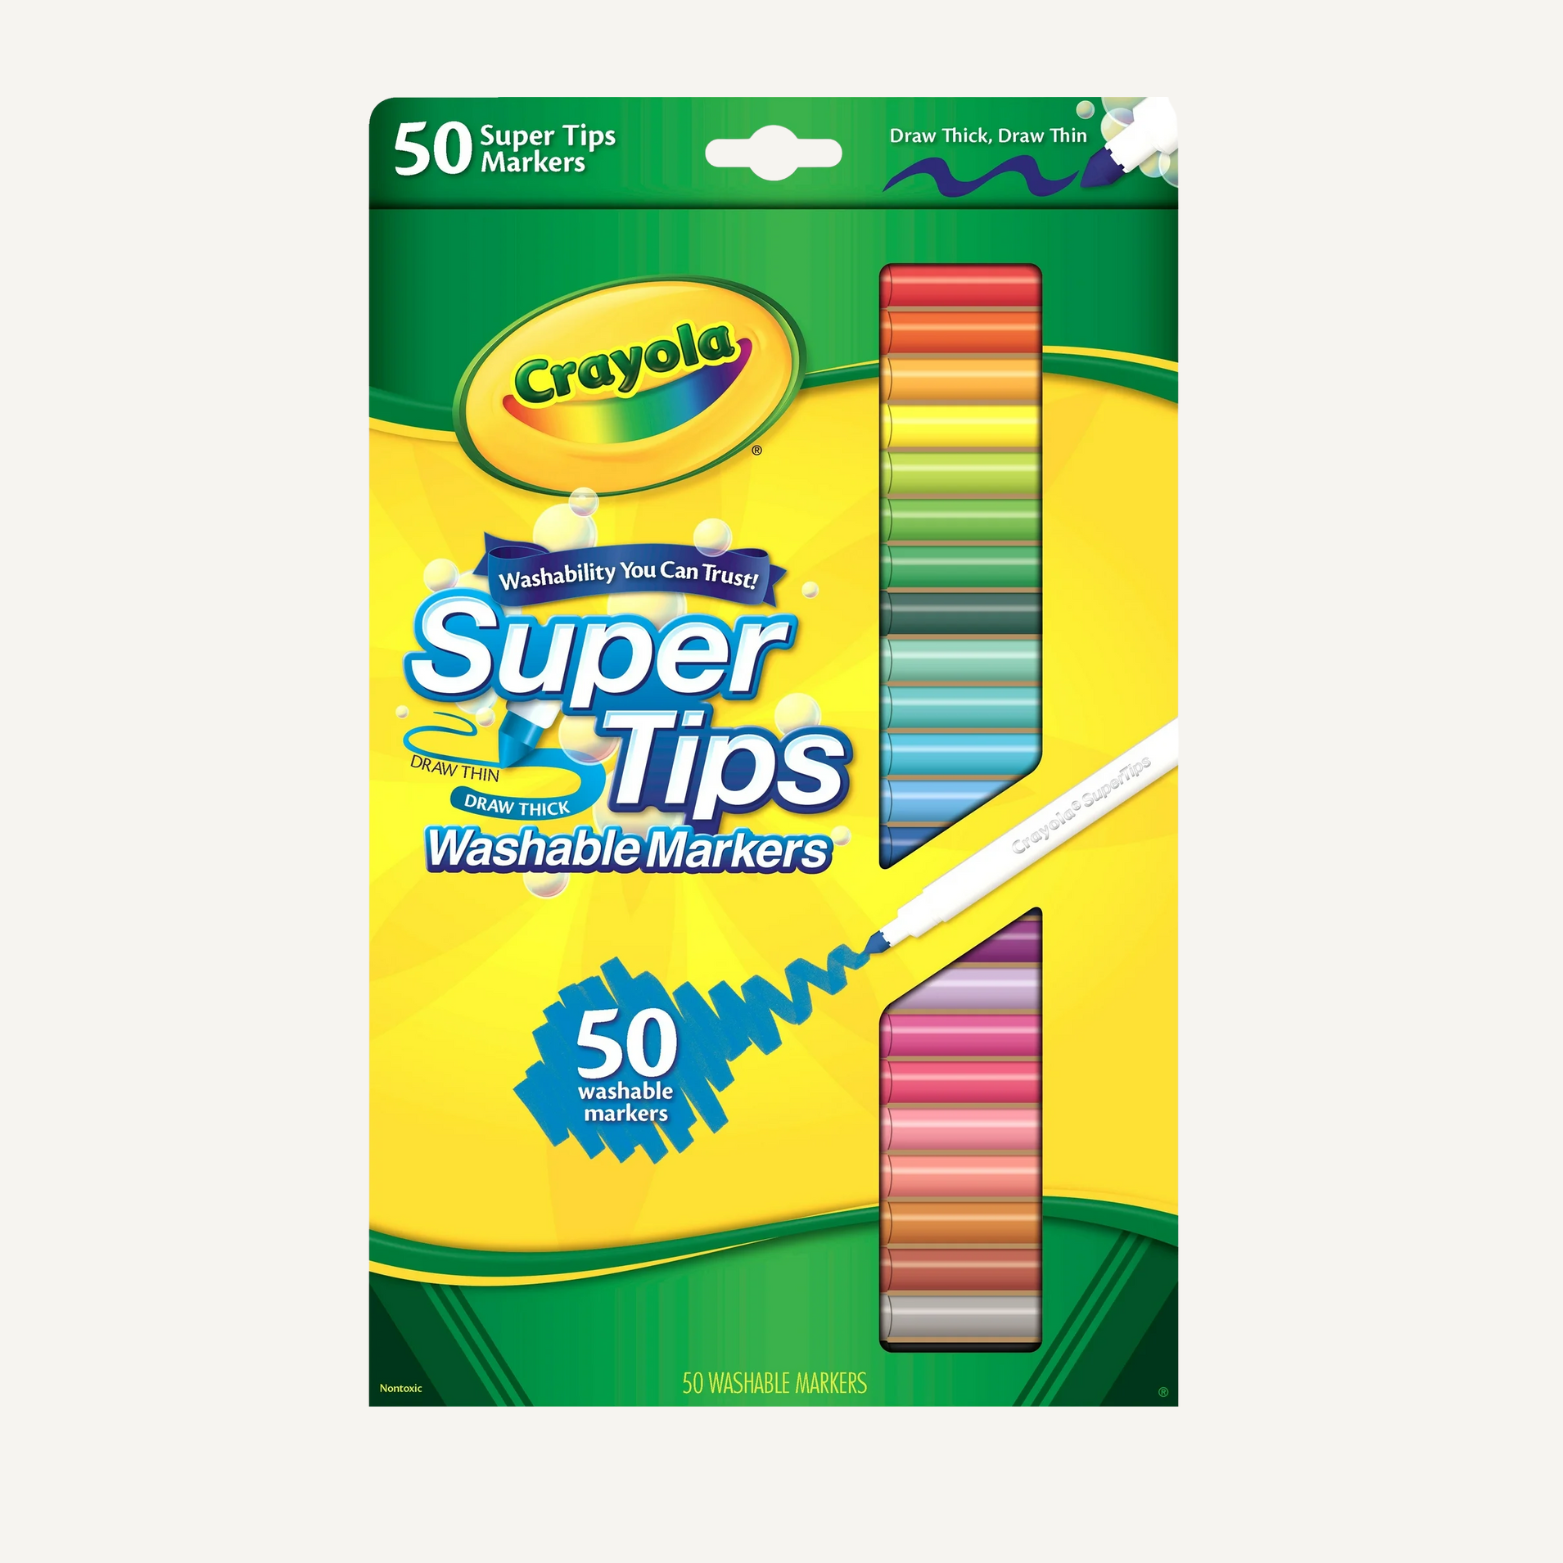 50 Super Tips
Markers
Draw Thick, Draw Thin
Crayola
®
Washability You Can Trust!
Super
Tips
DRAW THIN
DRAW THICK
Washable Markers
Crayola® SuperTips
50
washable
markers
50 WASHABLE MARKERS
Nontoxic
®